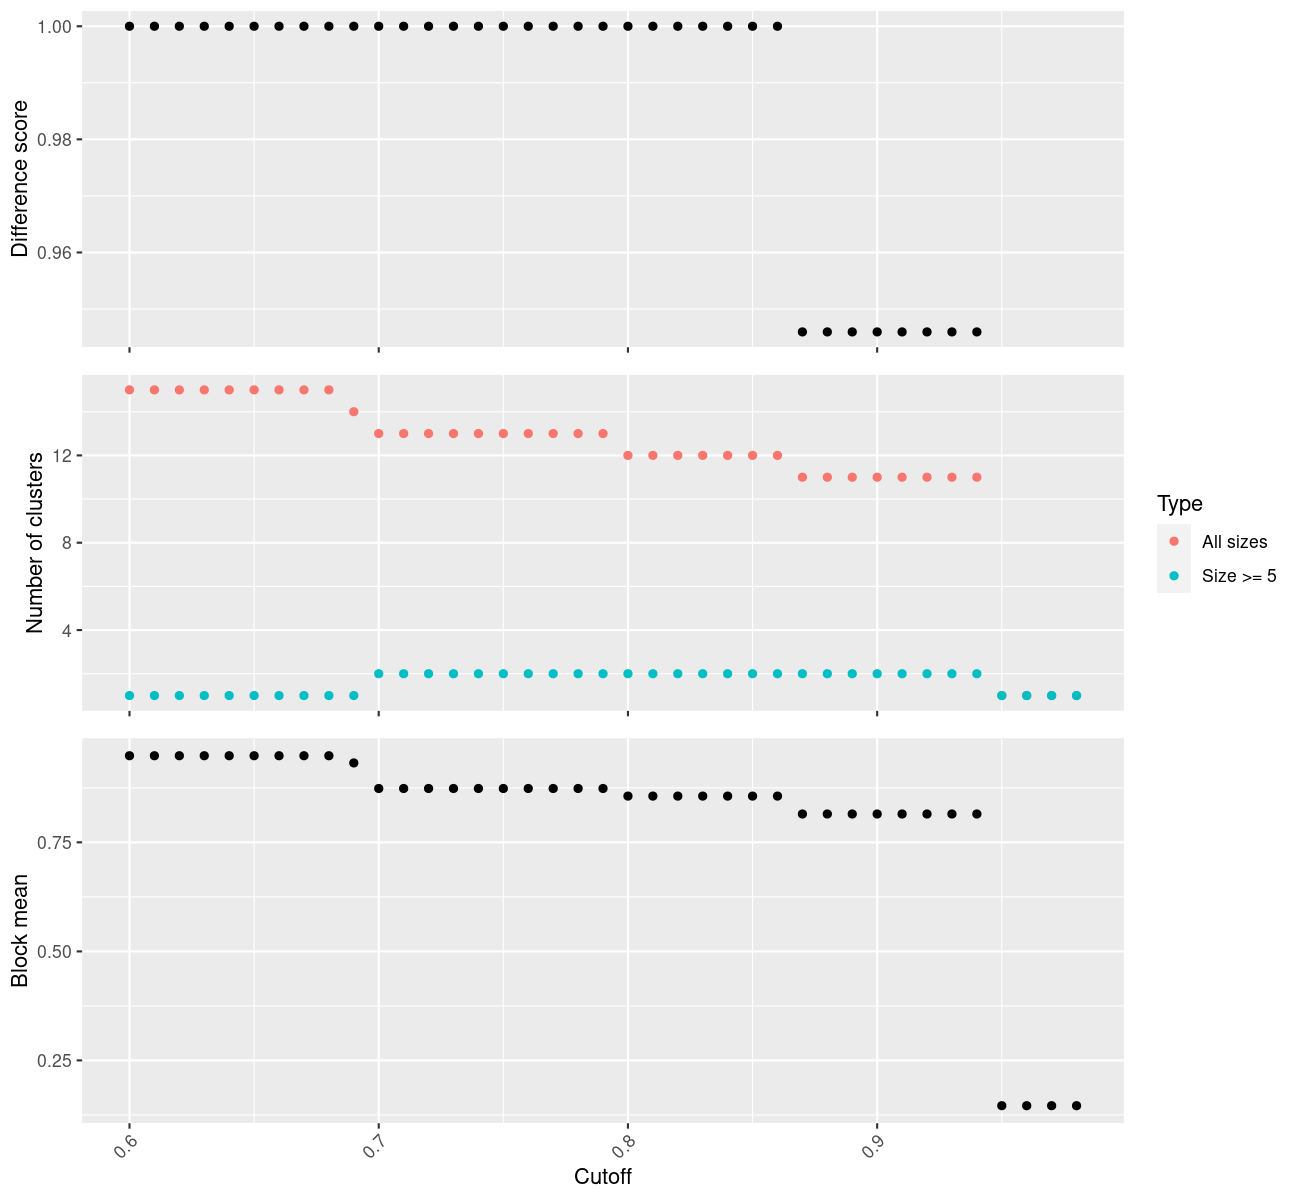 1.00
0.98
0.96
Difference score
12
8
4
Number of clusters
Type
All sizes
Size >= 5
0.75
0.50
0.25
Block mean
0.6
0.7
0.8
0.9
Cutoff